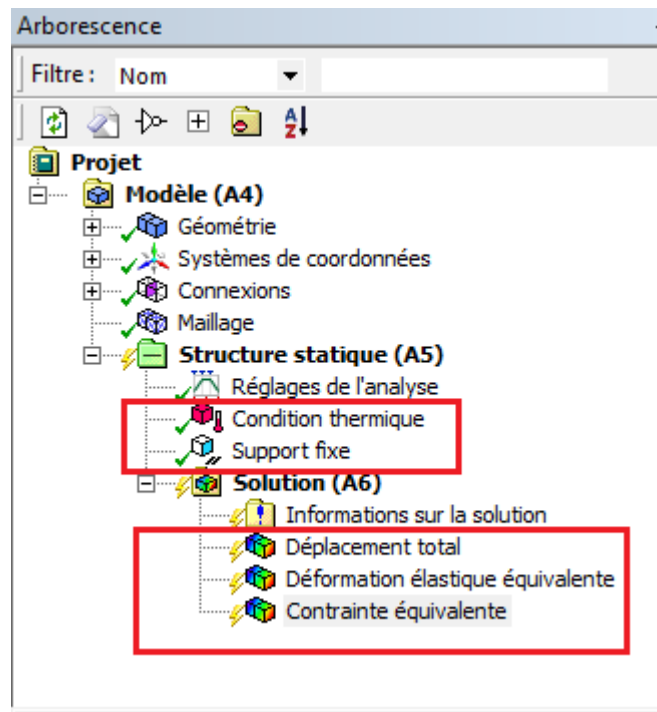 Arborescence
Filtre : Nom
Projet
Modèle (A4)
Géométrie
Systèmes de coordonnées
Connexions
Maillage
Structure statique (A5)
Réglages de l'analyse
Condition thermique
Support fixe
Solution (A6)
Informations sur la solution
Déplacement total
Déformation élastique équivalente
Contrainte équivalente